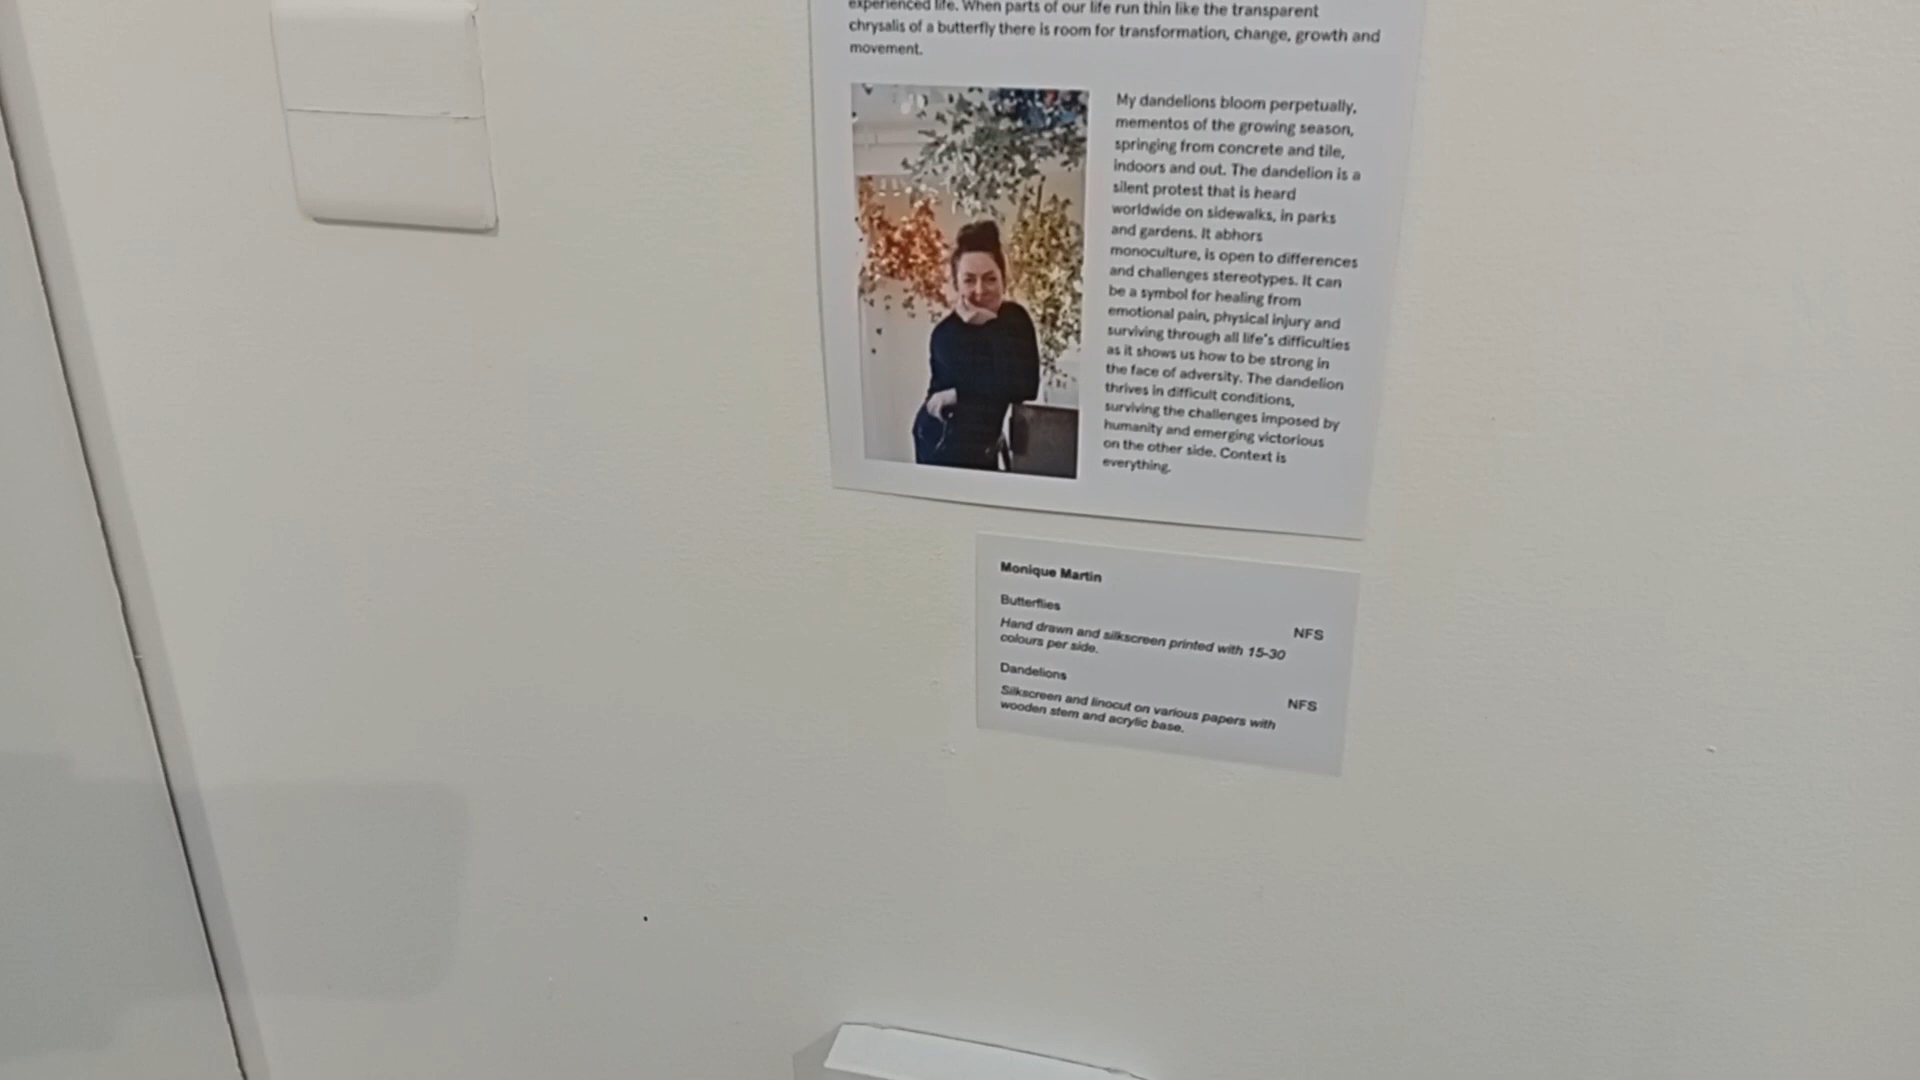 experienced life. When parts of our life run thin like the transparent
chrysalis of a butterfly there is room for transformation, change, growth and
movement.
My dandelions bloom perpetually,
mementos of the growing season,
springing from concrete and tile,
indoors and out. The dandelion is a
silent protest that is heard
worldwide on sidewalks, in parks
and gardens. It abhors
monoculture, is open to differences
and challenges stereotypes. It can
be a symbol for healing from
emotional pain, physical injury and
surviving through all life's difficulties
as it shows us how to be strong in
the face of adversity. The dandelion
thrives in difficult conditions,
surviving the challenges imposed by
humanity and emerging victorious
on the other side. Context is
everything.
Monique Martin
Butterflies
NFS
Hand drawn and silkscreen printed with 15-30
colours per side.
Dandelions
NFS
Silkscreen and linocut on various papers with
wooden stem and acrylic base.